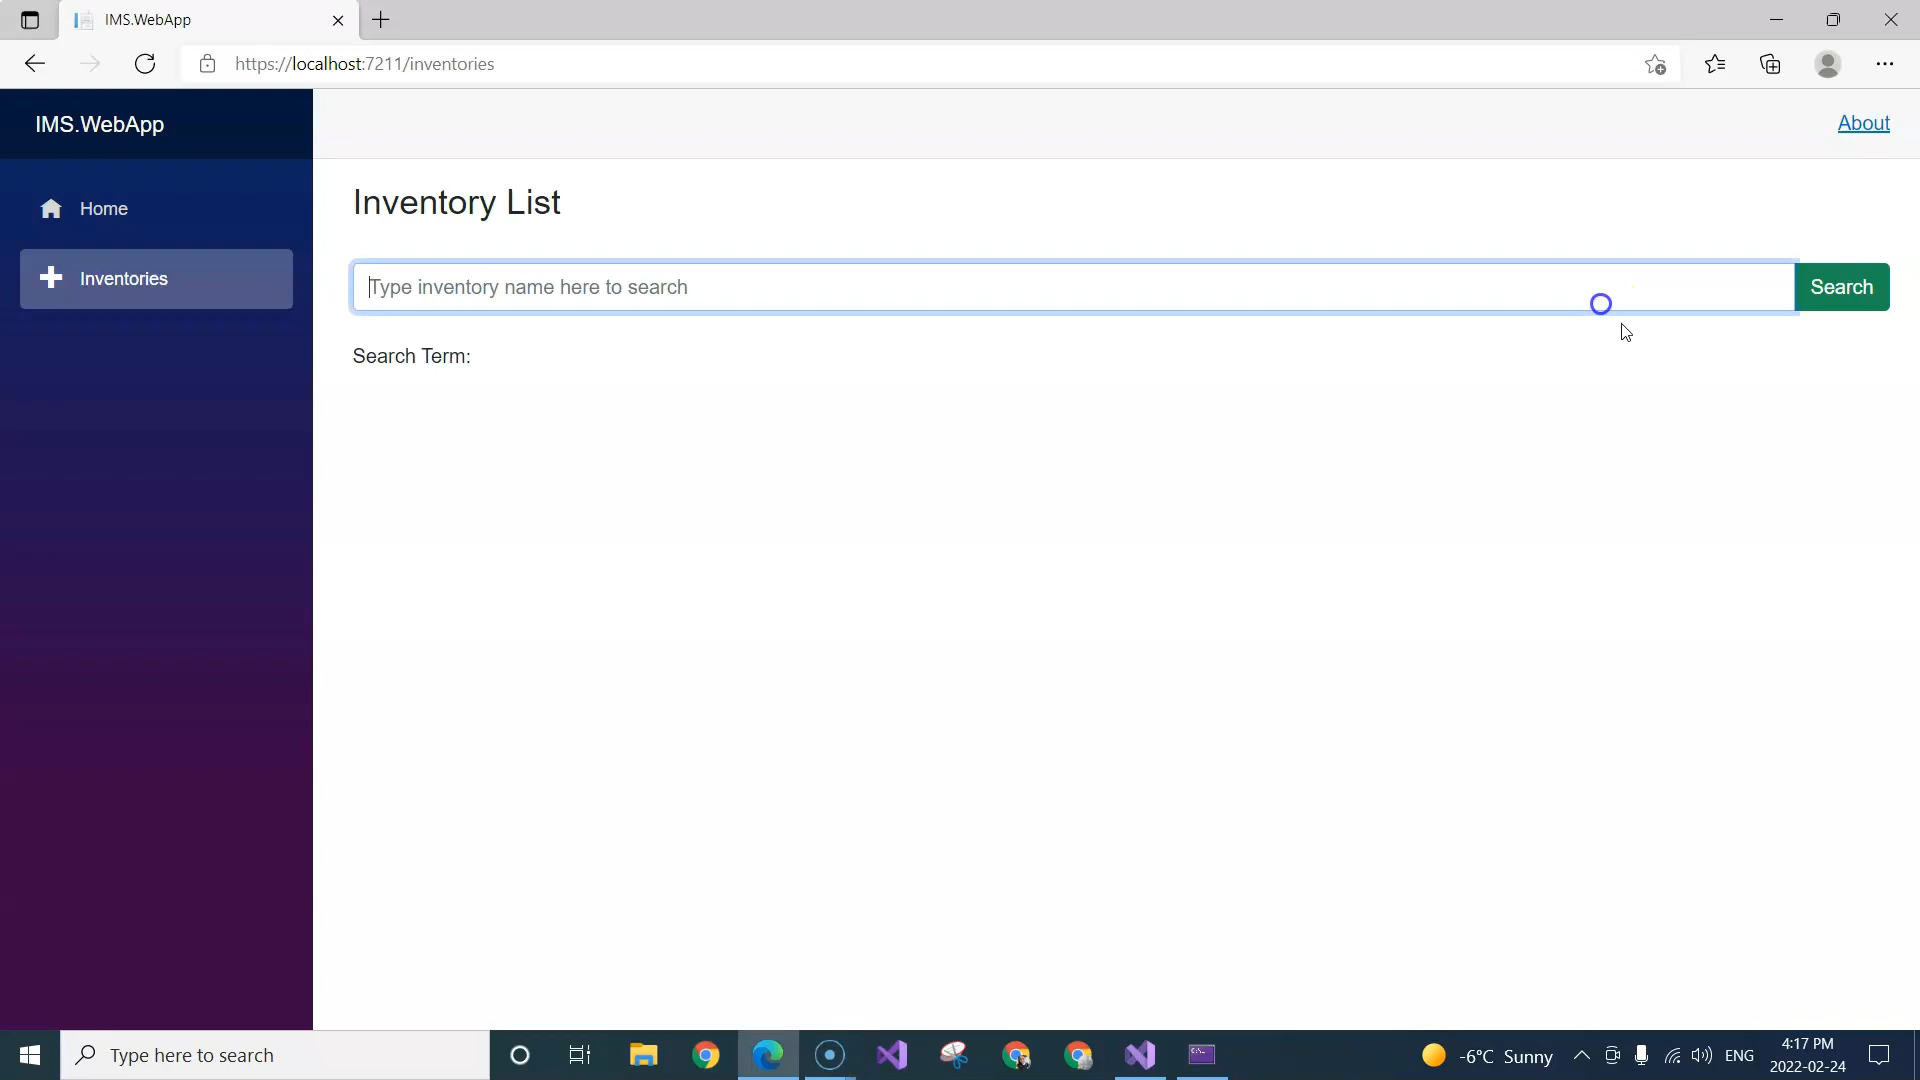 IMS.WebApp
https://localhost:7211/inventories
IMS.WebApp
About
Home
Inventories
Inventory List
Type inventory name here to search
Search
Search Term:
Type here to search
-6°C Sunny
ENG
4:17 PM
2022-02-24